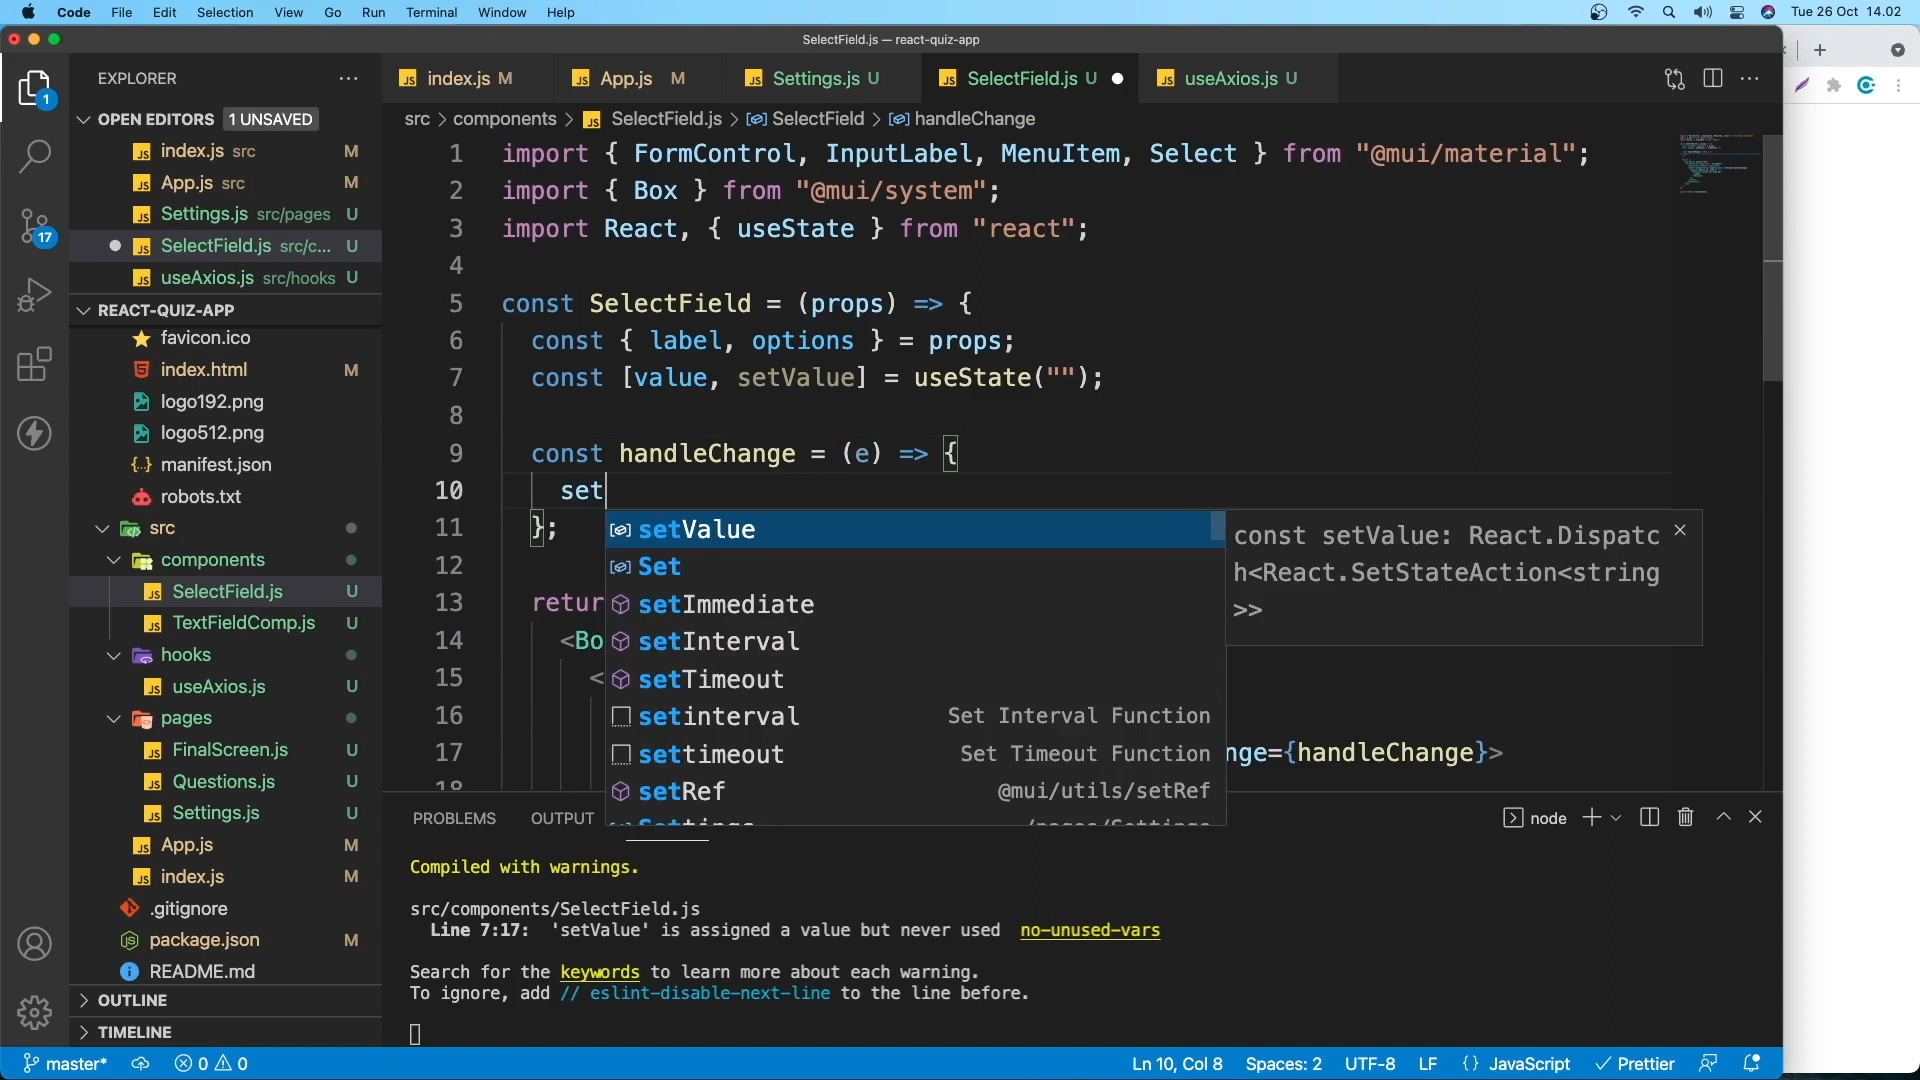 Code File Edit Selection View Go Run Terminal Window Help Tue 26 Oct 14.02
SelectField.js — react-quiz-app
EXPLORER
index.js M App.js M Settings.js U SelectField.js U useAxios.js U
OPEN EDITORS 1 UNSAVED
index.js src M
App.js src M
Settings.js src/pages U
SelectField.js src/c... U
useAxios.js src/hooks U
REACT-QUIZ-APP
favicon.ico
index.html M
logo192.png
logo512.png
manifest.json
robots.txt
src
components
SelectField.js U
TextFieldComp.js U
hooks
useAxios.js U
pages
FinalScreen.js U
Questions.js U
Settings.js U
App.js M
index.js M
.gitignore
package.json M
README.md
OUTLINE
TIMELINE
1
17
src > components > SelectField.js > SelectField > handleChange
1 import { FormControl, InputLabel, MenuItem, Select } from "@mui/material";
2 import { Box } from "@mui/system";
3 import React, { useState } from "react";
4
5 const SelectField = (props) => {
6 const { label, options } = props;
7 const [value, setValue] = useState("");
8
9 const handleChange = (e) => {
10 set
11 };
12
13 retur
14 <Bo
15 <
16
17 nge={handleChange}>
18
setValue
Set
setImmediate
setInterval
setTimeout
setinterval Set Interval Function
settimeout Set Timeout Function
setRef @mui/utils/setRef
Settings ./pages/Settings
const setValue: React.Dispatc
h<React.SetStateAction<string
>>
PROBLEMS OUTPUT node
Compiled with warnings.
src/components/SelectField.js
Line 7:17: 'setValue' is assigned a value but never used no-unused-vars
Search for the keywords to learn more about each warning.
To ignore, add // eslint-disable-next-line to the line before.
master* 0 0 Ln 10, Col 8 Spaces: 2 UTF-8 LF {} JavaScript Prettier